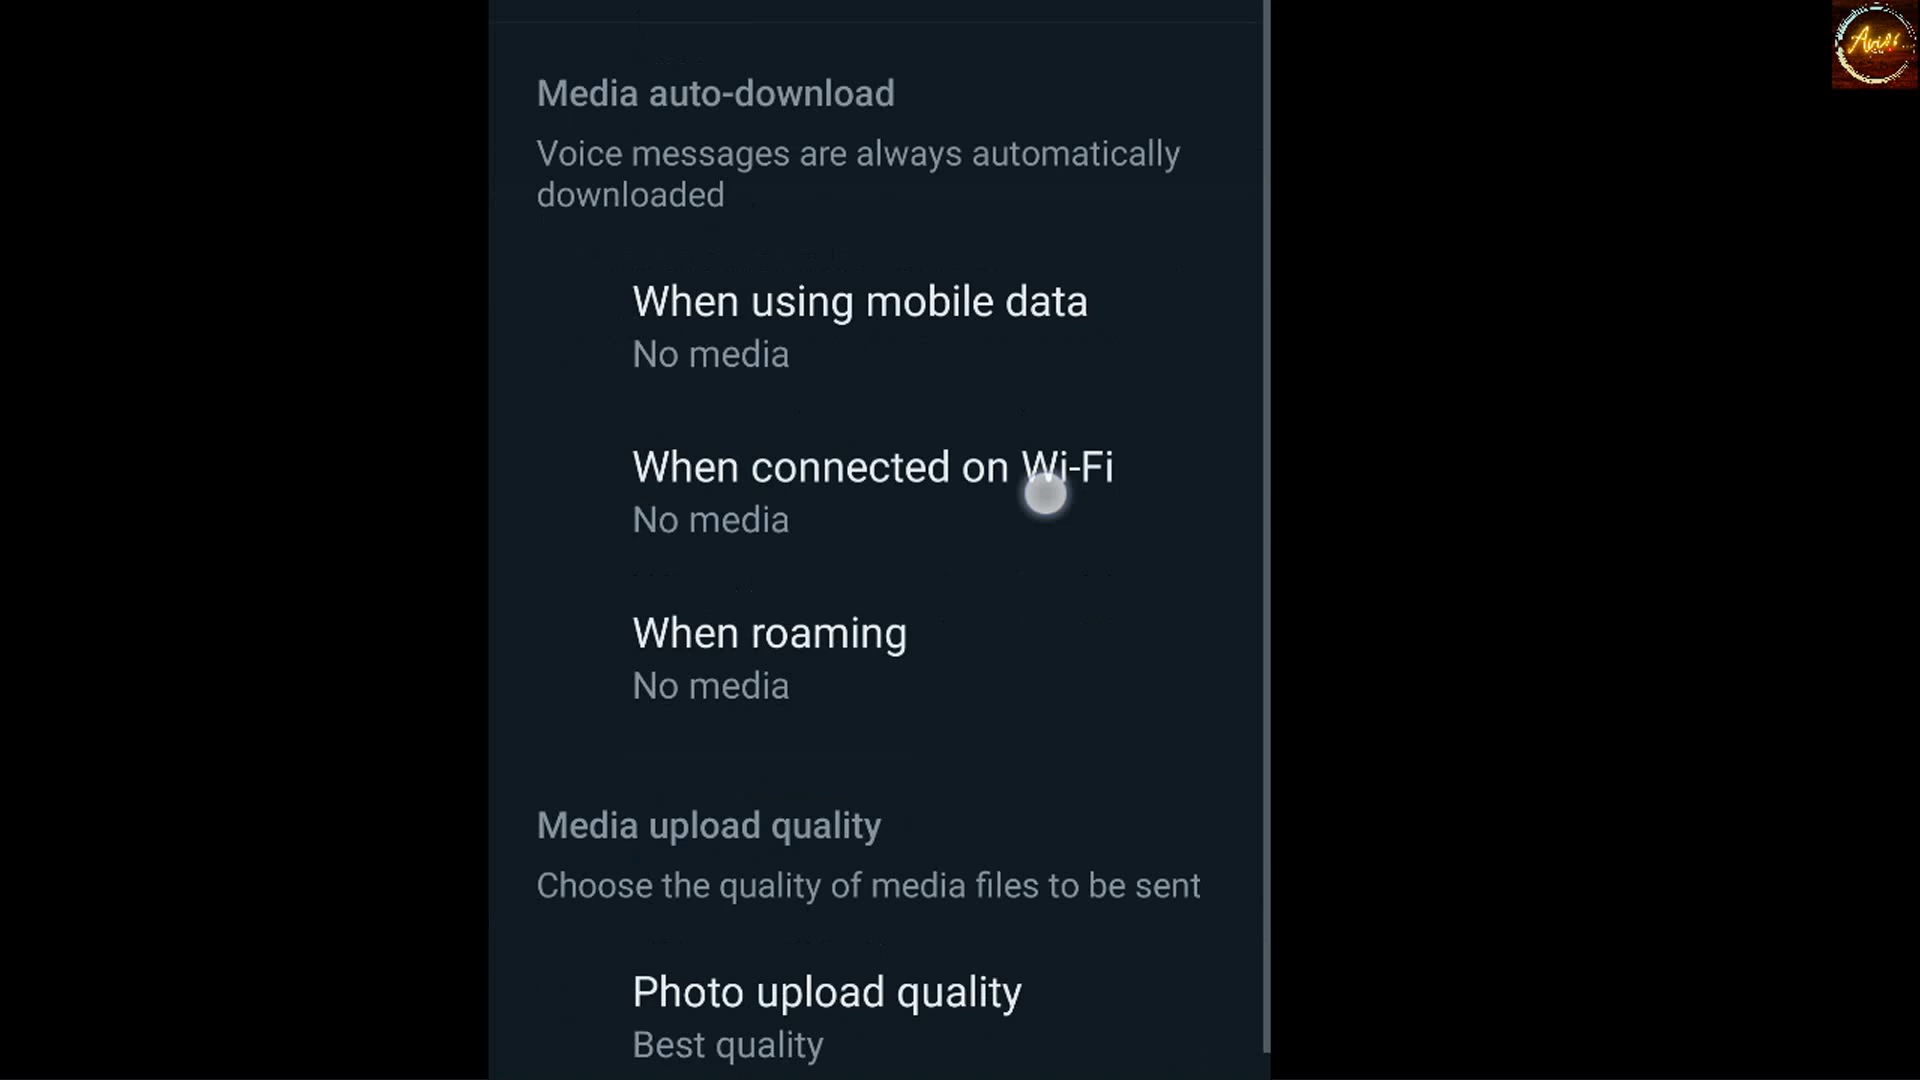 Media auto-download
Voice messages are always automatically
downloaded
When using mobile data
No media
When connected on Wi-Fi
No media
When roaming
No media
Media upload quality
Choose the quality of media files to be sent
Photo upload quality
Best quality